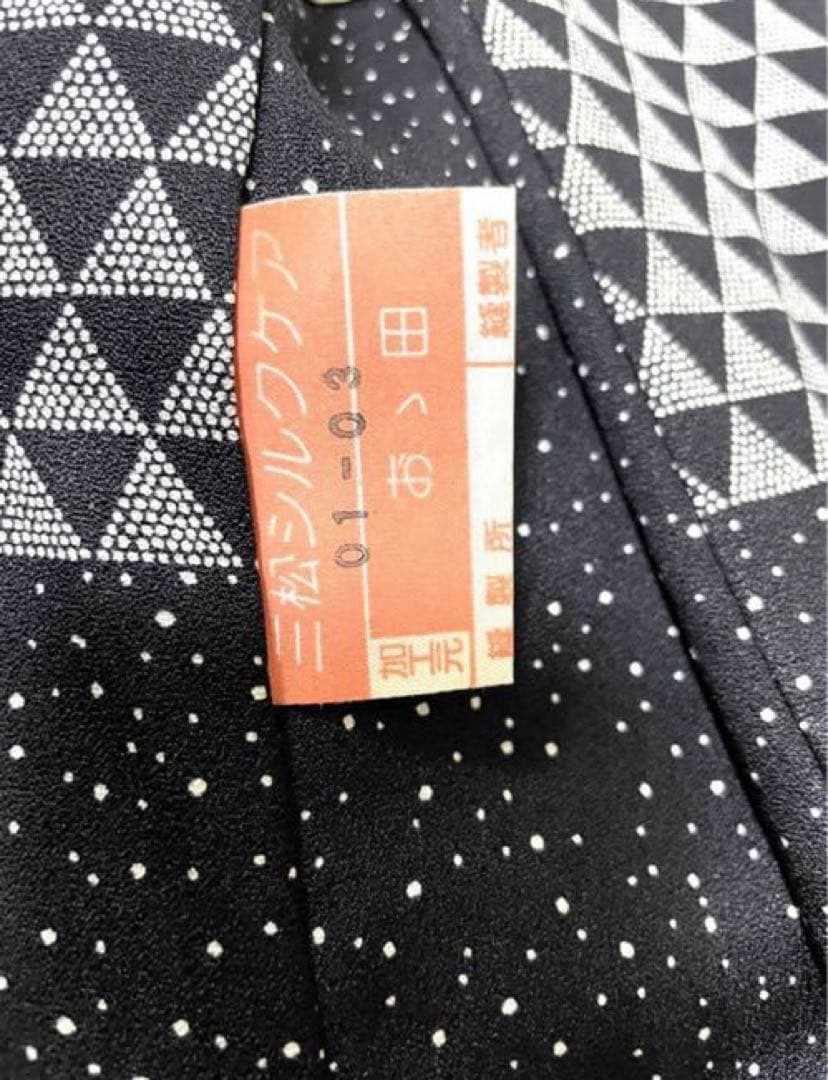 三松シルクケア
01-03
加工元 おゝ田
縫製所 縫製者